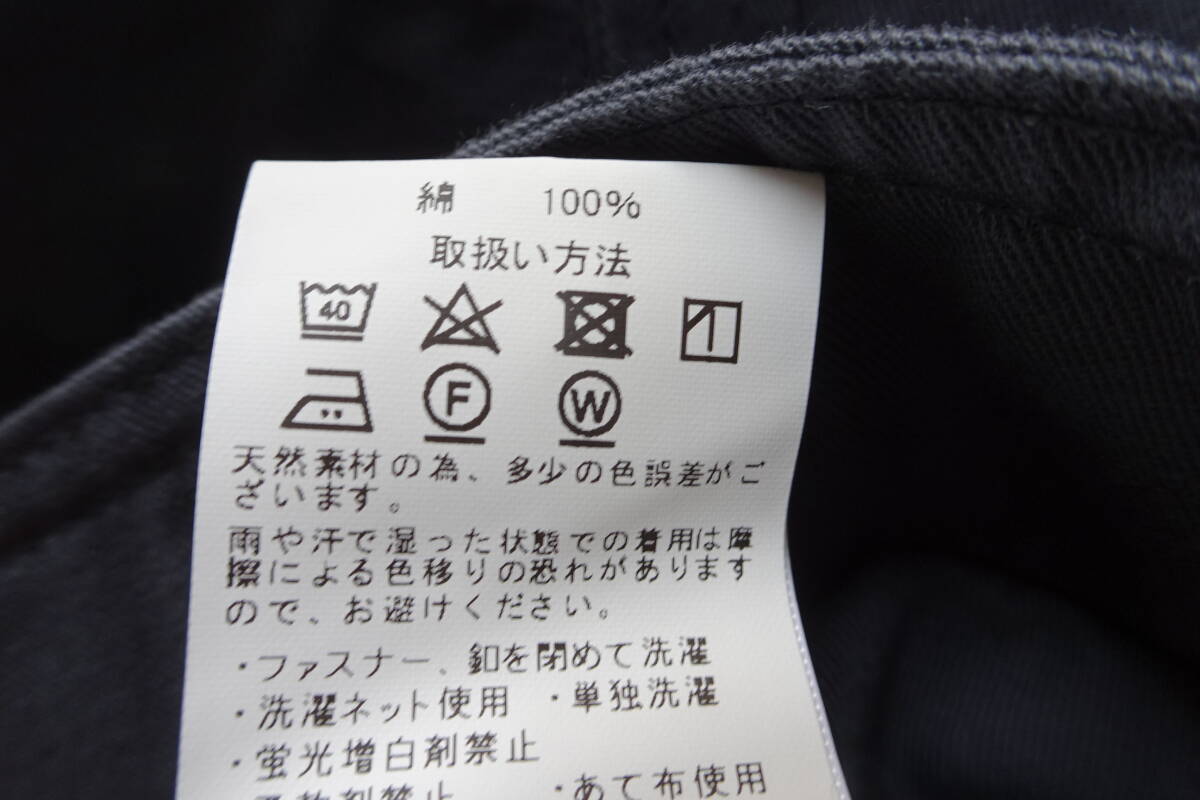 綿 100%
取扱い方法
40
F W
天然素材の為、多少の色誤差がご
ざいます。
雨や汗で湿った状態での着用は摩
擦による色移りの恐れがあります
ので、お避けください。
・ファスナー、釦を閉めて洗濯
・洗濯ネット使用 ・単独洗濯
・蛍光増白剤禁止
・あて布使用